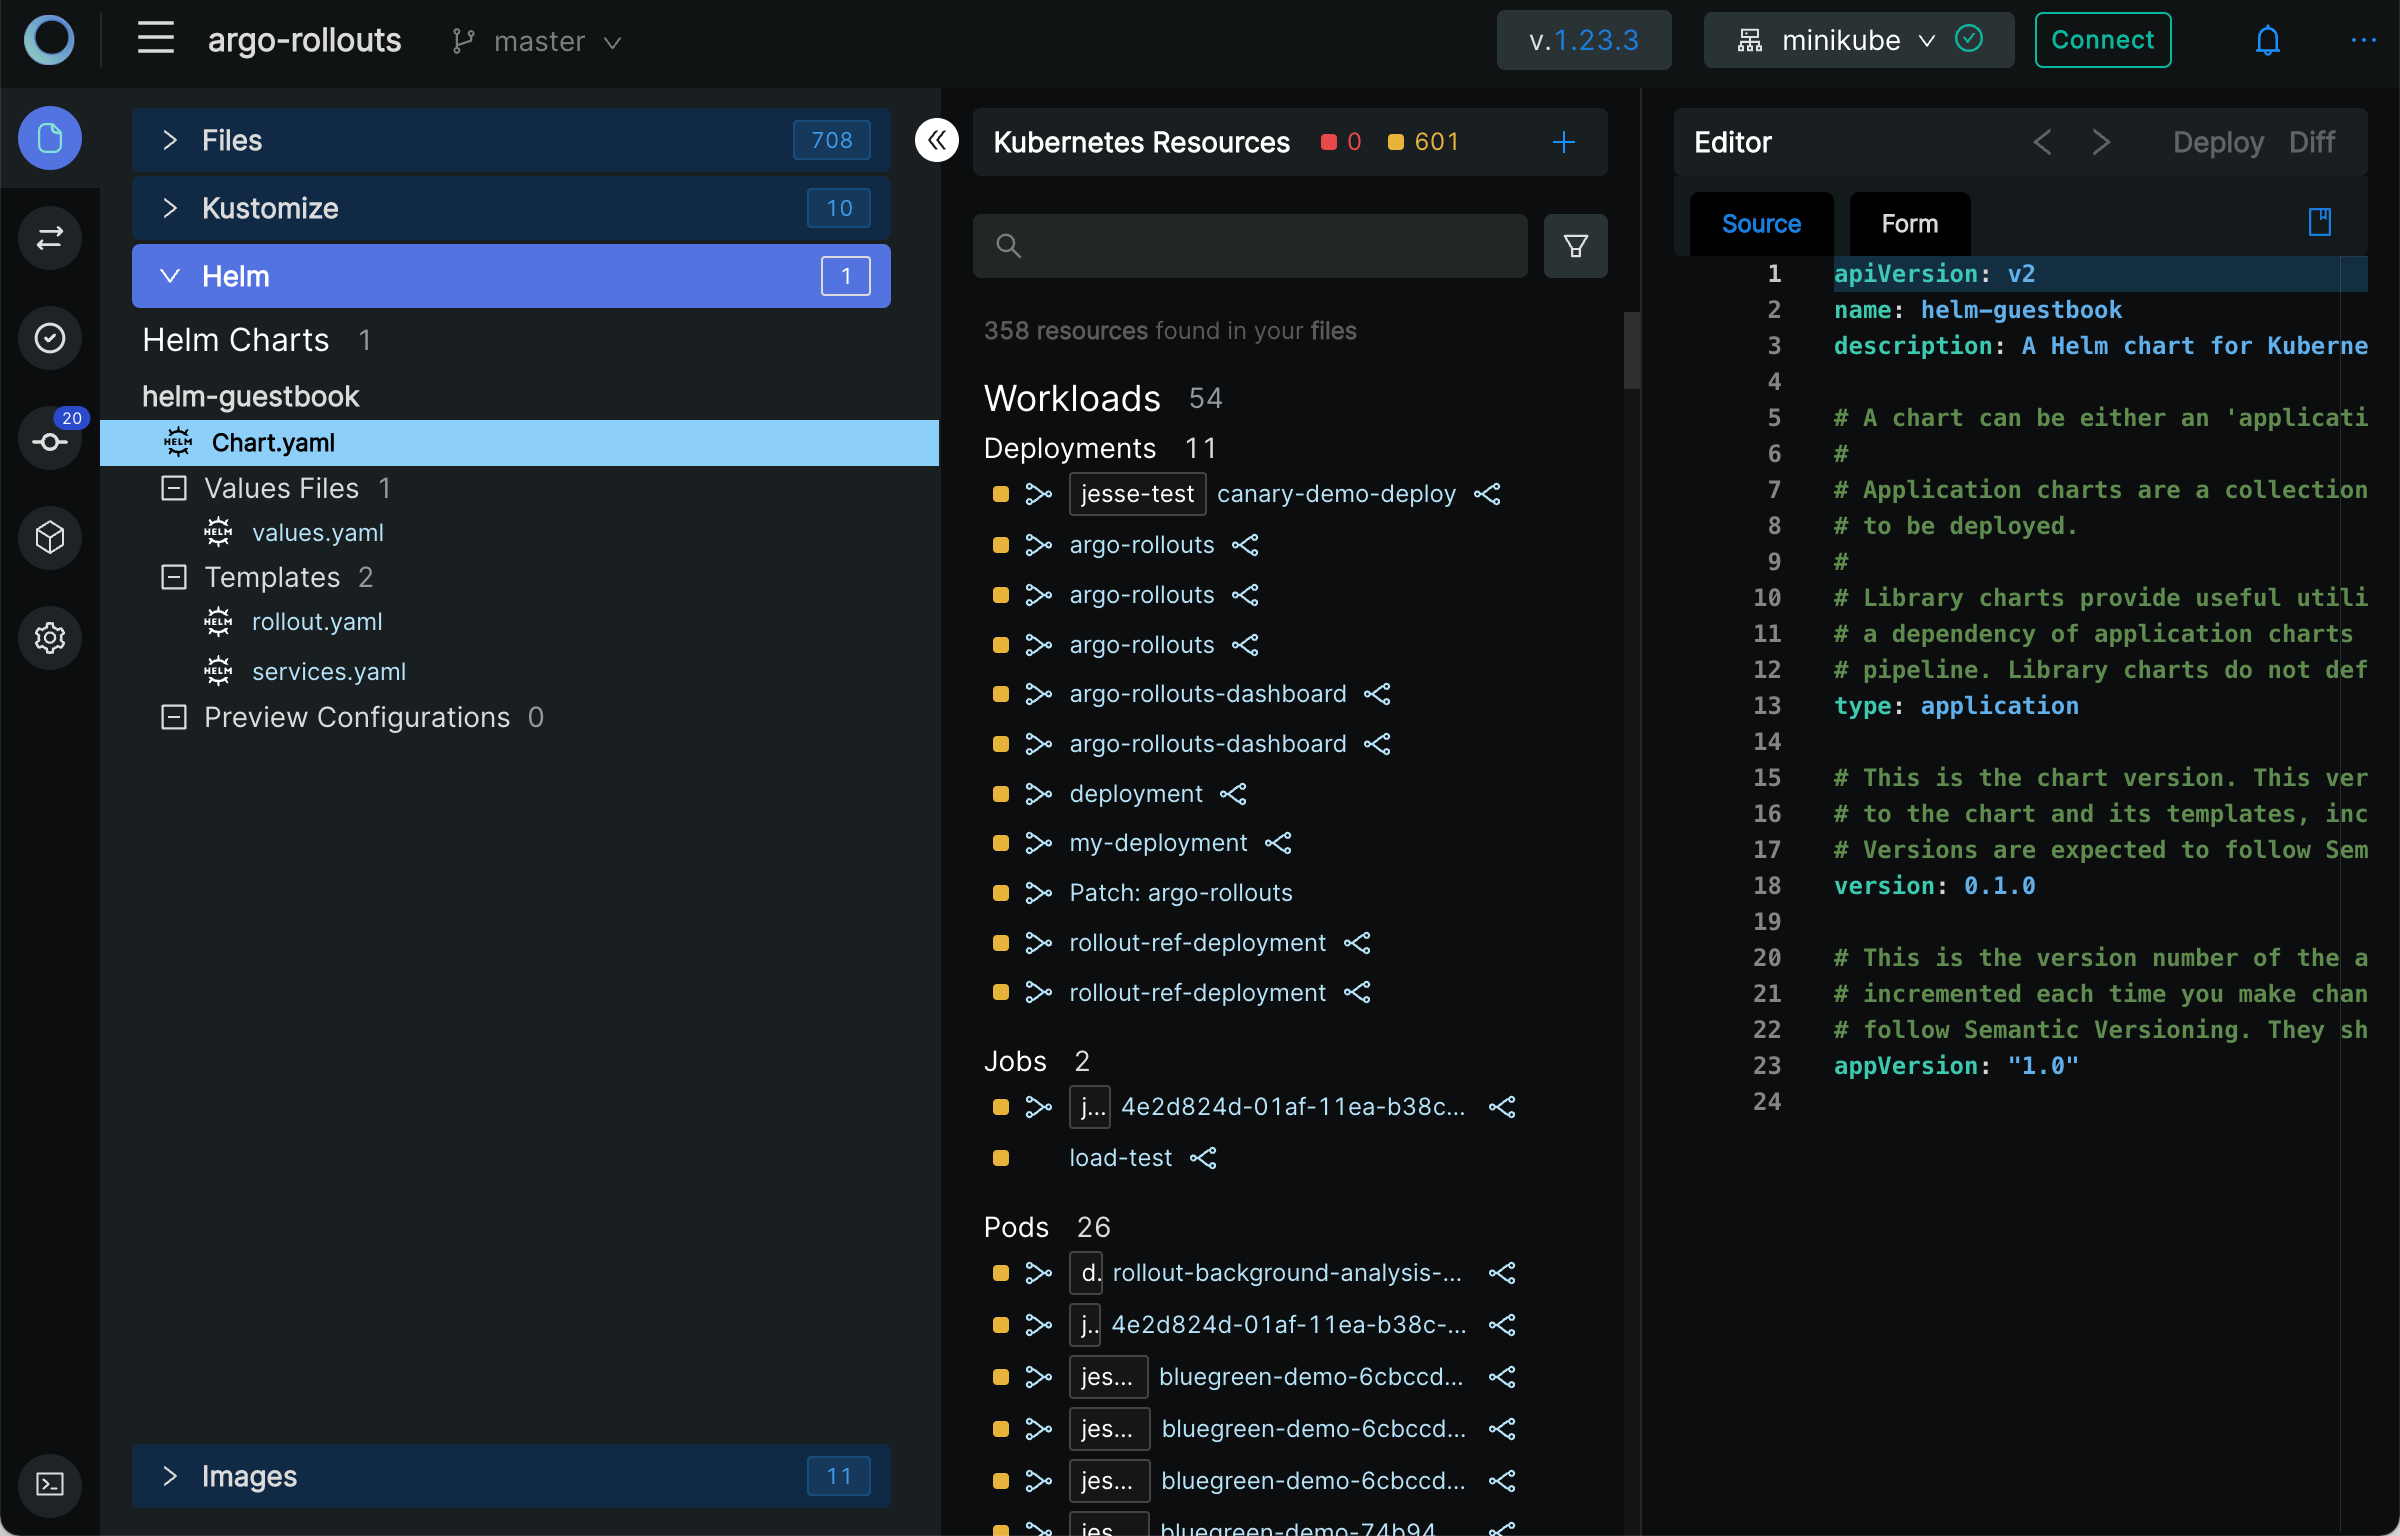 argo-rollouts master
v.1.23.3 minikube Connect
Files 708
Kustomize 10
Helm 1
Helm Charts 1
helm-guestbook
HELM Chart.yaml
20
Values Files 1
HELM values.yaml
Templates 2
HELM rollout.yaml
HELM services.yaml
Preview Configurations 0
Images 11
Kubernetes Resources 0 601
358 resources found in your files
Workloads 54
Deployments 11
jesse-test canary-demo-deploy
argo-rollouts
argo-rollouts
argo-rollouts
argo-rollouts-dashboard
argo-rollouts-dashboard
deployment
my-deployment
Patch: argo-rollouts
rollout-ref-deployment
rollout-ref-deployment
Jobs 2
j... 4e2d824d-01af-11ea-b38c...
load-test
Pods 26
d. rollout-background-analysis-...
j.. 4e2d824d-01af-11ea-b38c-...
jes... bluegreen-demo-6cbccd...
jes... bluegreen-demo-6cbccd...
jes... bluegreen-demo-6cbccd...
jes... bluegreen-demo-74b94...
Editor Deploy Diff
Source Form
1 apiVersion: v2
2 name: helm-guestbook
3 description: A Helm chart for Kuberne
4
5 # A chart can be either an 'applicati
6 #
7 # Application charts are a collection
8 # to be deployed.
9 #
10 # Library charts provide useful utili
11 # a dependency of application charts
12 # pipeline. Library charts do not def
13 type: application
14
15 # This is the chart version. This ver
16 # to the chart and its templates, inc
17 # Versions are expected to follow Sem
18 version: 0.1.0
19
20 # This is the version number of the a
21 # incremented each time you make chan
22 # follow Semantic Versioning. They sh
23 appVersion: "1.0"
24